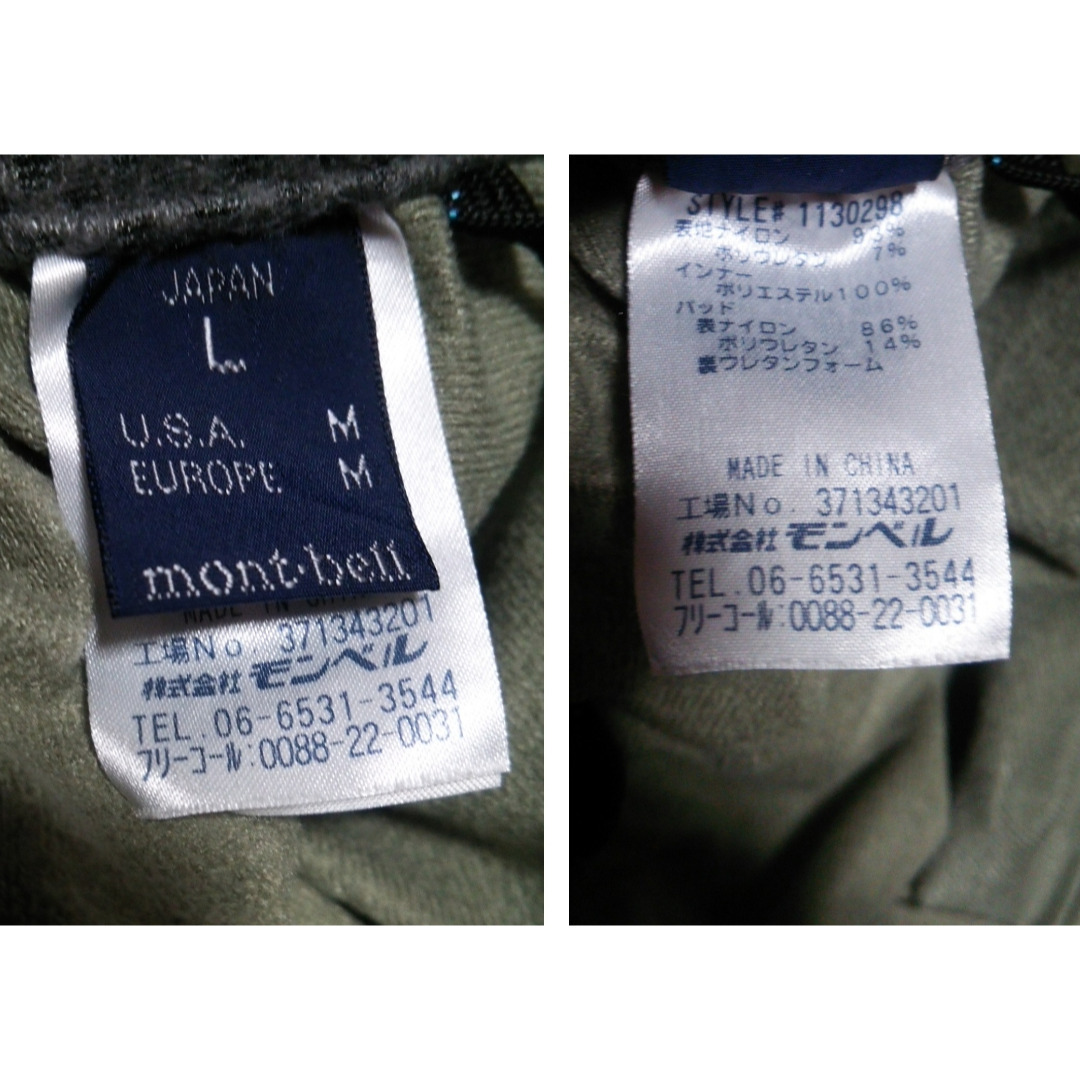 JAPAN
L
U.S.A. M
EUROPE M
mont·bell
MADE IN CHINA
工場No. 371343201
株式会社 モンベル
TEL. 06-6531-3544
フリーコール:0088-22-0031
STYLE# 1130298
表地ナイロン
ポリウレタン 7%
インナー
ポリエステル100%
パッド
表ナイロン 86%
ポリウレタン 14%
裏ウレタンフォーム
MADE IN CHINA
工場No. 371343201
株式会社 モンベル
TEL. 06-6531-3544
フリーコール:0088-22-0031